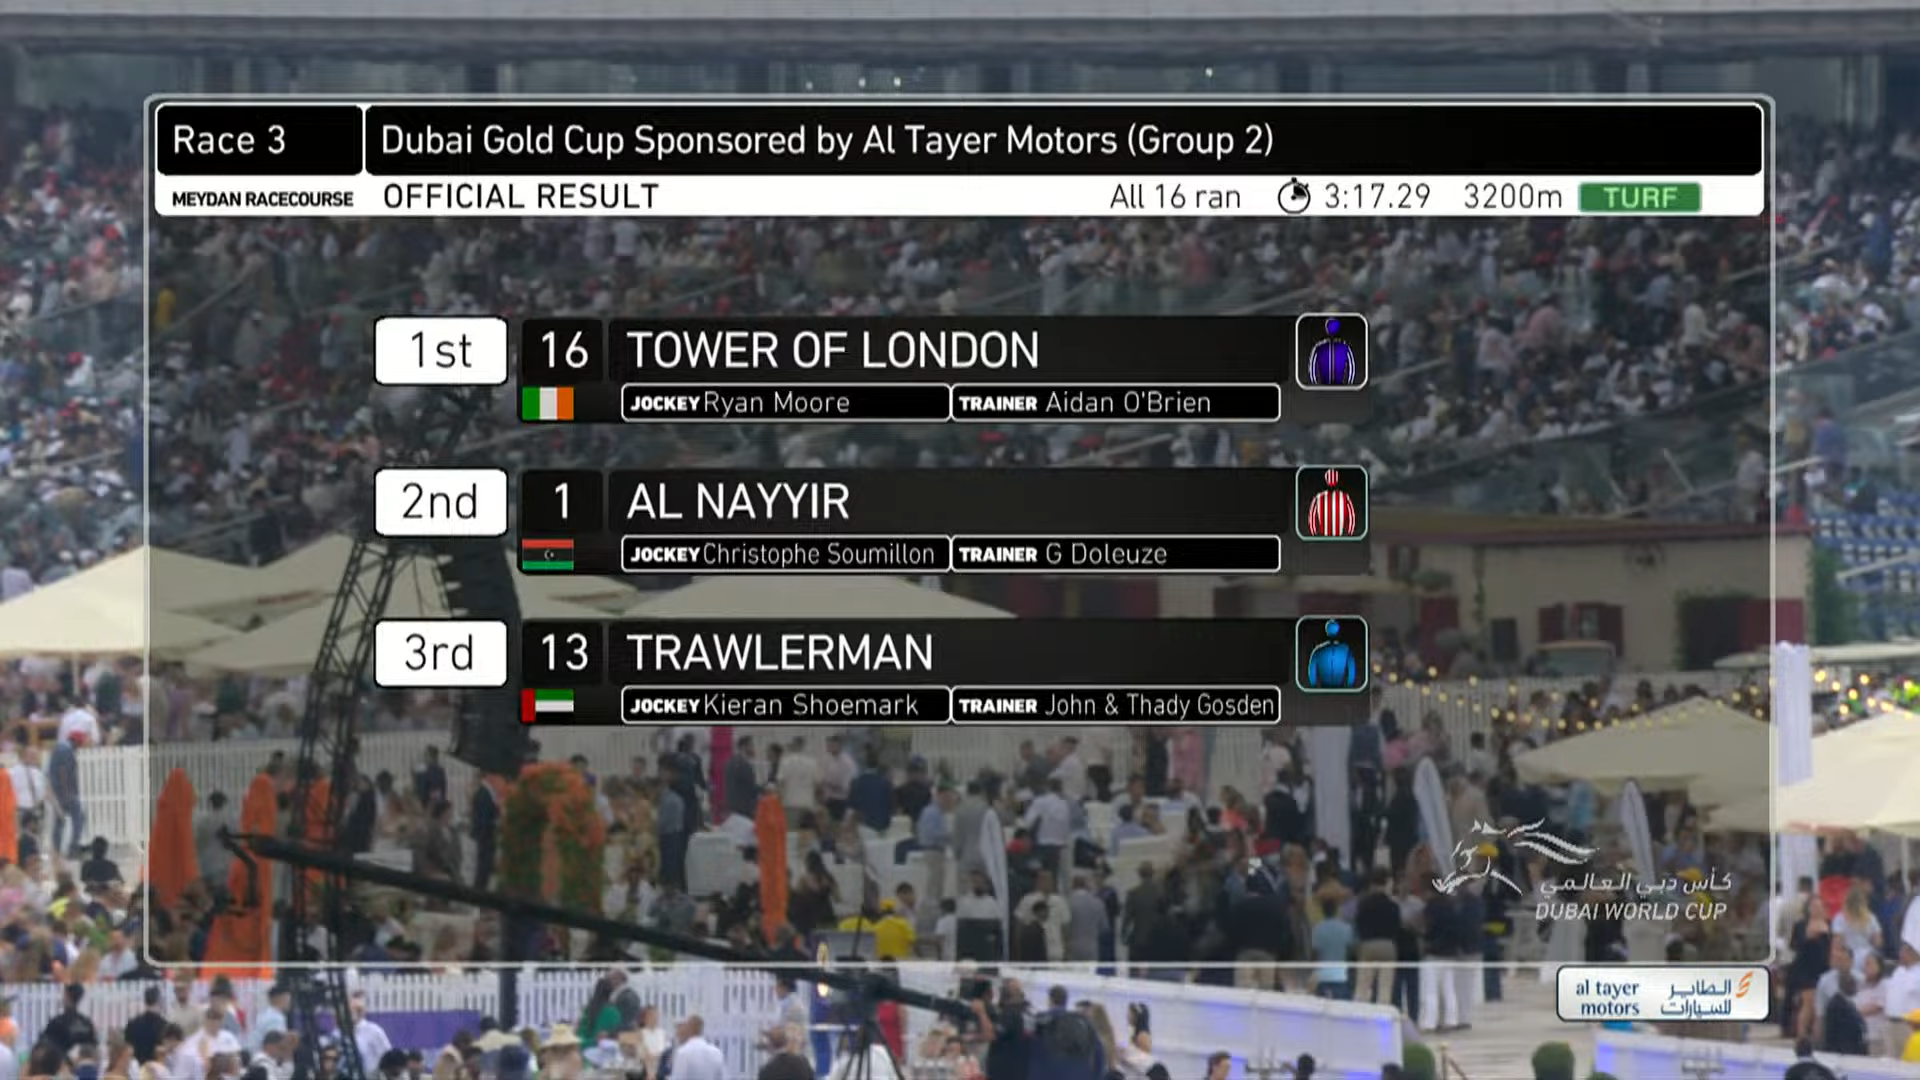 Race 3
Dubai Gold Cup Sponsored by Al Tayer Motors (Group 2)
MEYDAN RACECOURSE
OFFICIAL RESULT
All 16 ran
3:17.29
3200m
TURF
1st
16
TOWER OF LONDON
JOCKEY Ryan Moore
TRAINER Aidan O'Brien
2nd
1
AL NAYYIR
JOCKEY Christophe Soumillon
TRAINER G Doleuze
3rd
13
TRAWLERMAN
JOCKEY Kieran Shoemark
TRAINER John & Thady Gosden
كأس دبي العالمي
DUBAI WORLD CUP
al tayer
motors
الطاير
للسيارات